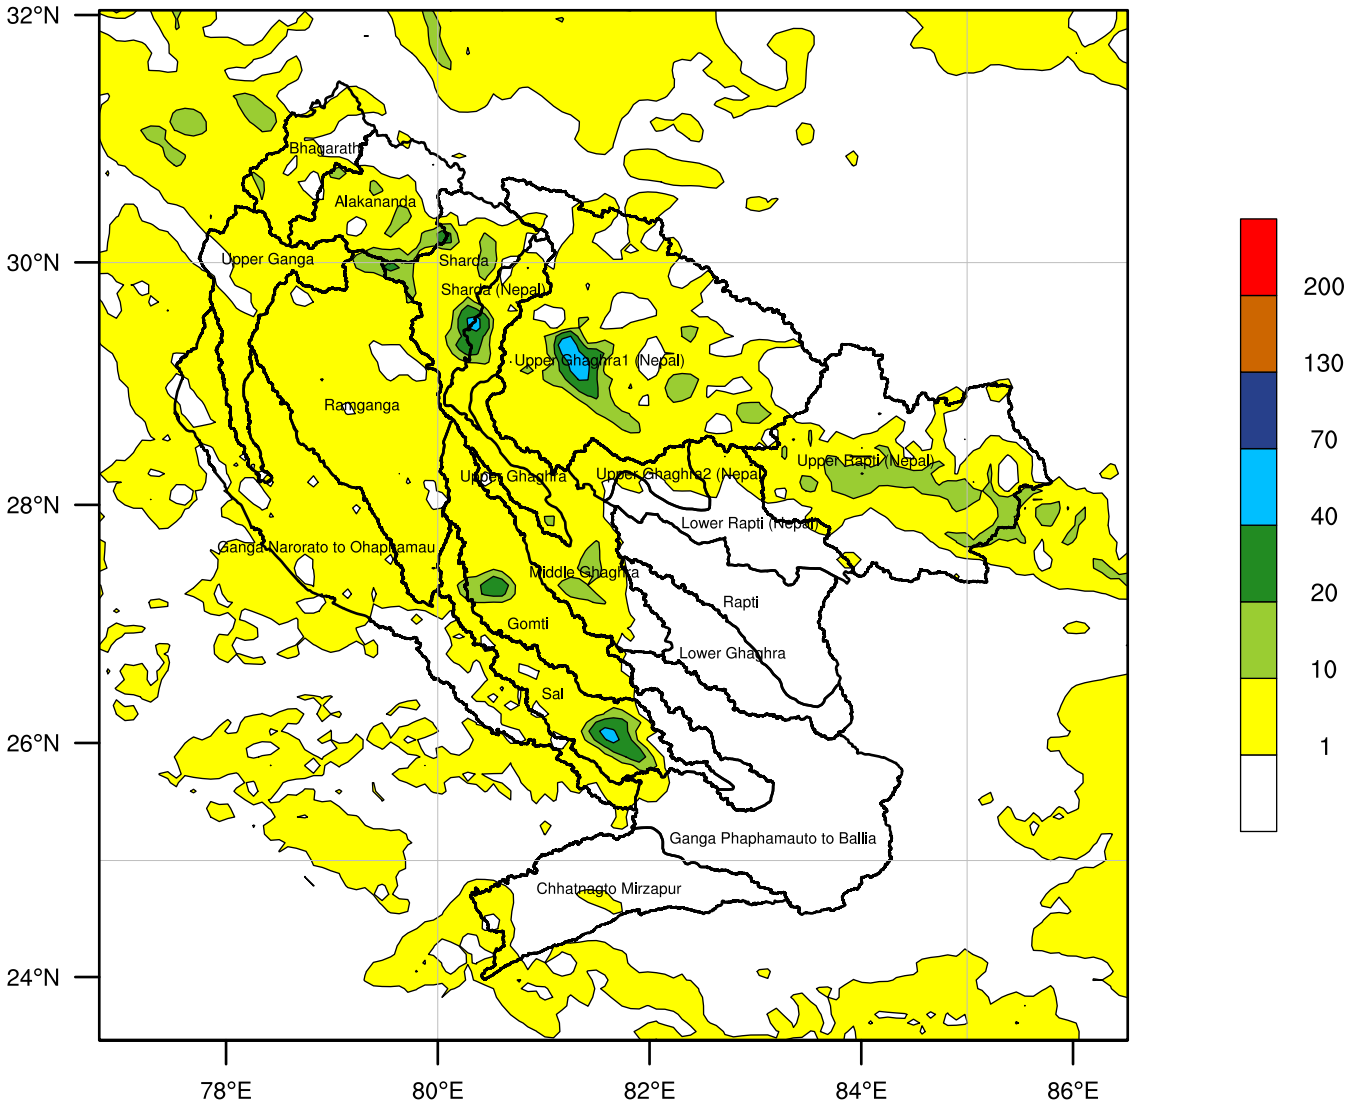 32°N
30°N
28°N
26°N
24°N
78°E
80°E
82°E
84°E
86°E
Bhagarath
Alakananda
Upper Ganga
Sharda
Sharda (Nepal)
Upper Ghaghra1 (Nepal)
Ramganga
Upper Ghaghra
Upper Ghaghra2 (Nepal)
Upper Rapti (Nepal)
Lower Rapti (Nepal)
Ganga Narorato to Ohaphamau
Middle Ghaghra
Rapti
Gomti
Lower Ghaghra
Sal
Ganga Phaphamauto to Ballia
Chhatnagto Mirzapur
200
130
70
40
20
10
1